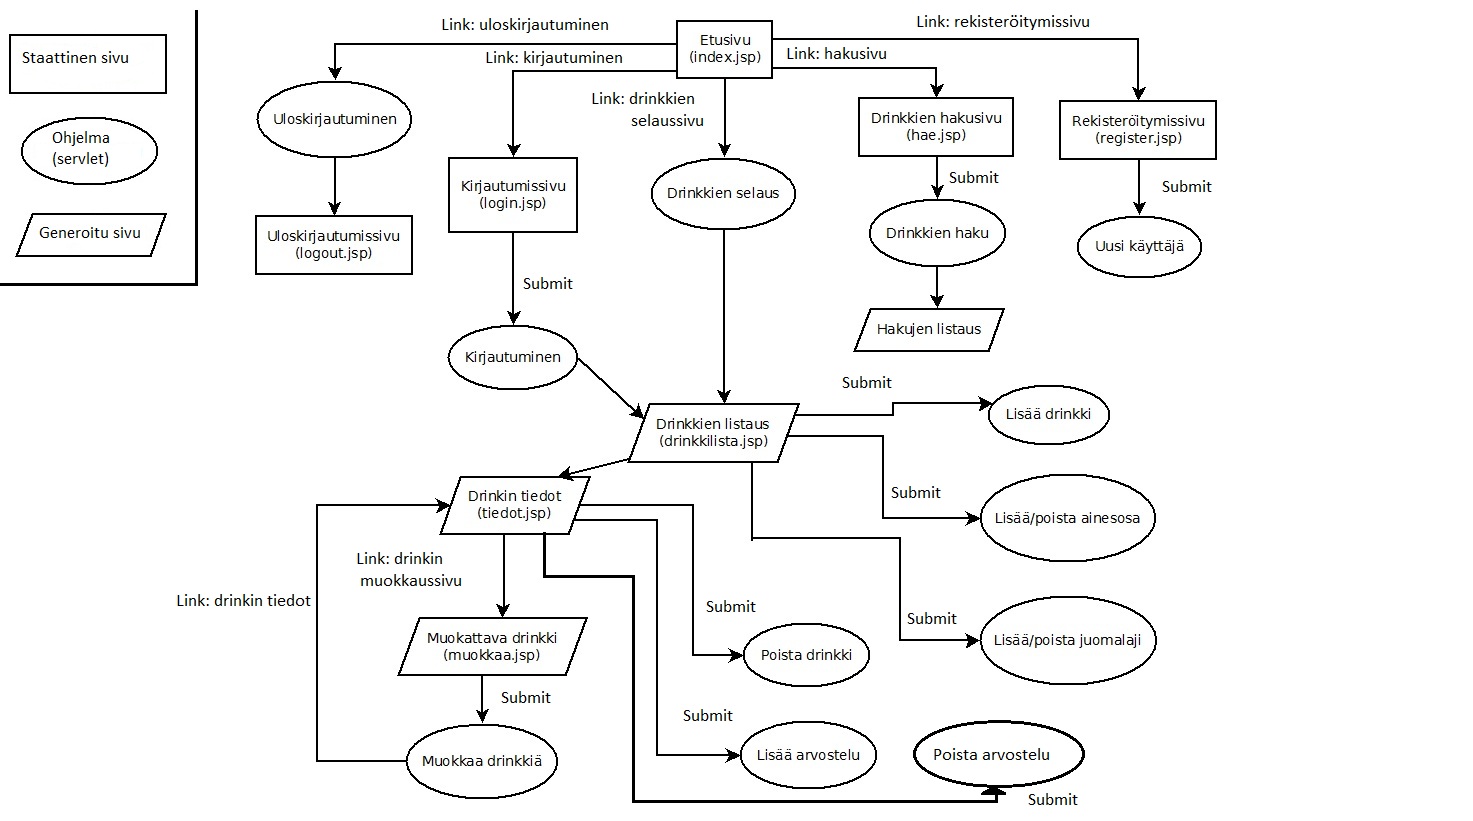 Staattinen sivu
Ohjelma
(servlet)
Generoitu sivu
Link: uloskirjautuminen
Link: kirjautuminen
Etusivu
(index.jsp)
Link: rekisteröitymissivu
Link: hakusivu
Link: drinkkien
selaussivu
Uloskirjautuminen
Uloskirjautumissivu
(logout.jsp)
Kirjautumissivu
(login.jsp)
Submit
Kirjautuminen
Drinkkien selaus
Drinkkien hakusivu
(hae.jsp)
Submit
Drinkkien haku
Hakujen listaus
Rekisteröitymissivu
(register.jsp)
Submit
Uusi käyttäjä
Drinkkien listaus
(drinkkilista.jsp)
Submit
Lisää drinkki
Submit
Lisää/poista ainesosa
Submit
Lisää/poista juomalaji
Drinkin tiedot
(tiedot.jsp)
Link: drinkin
muokkaussivu
Link: drinkin tiedot
Muokattava drinkki
(muokkaa.jsp)
Submit
Muokkaa drinkkiä
Submit
Poista drinkki
Submit
Lisää arvostelu
Poista arvostelu
Submit